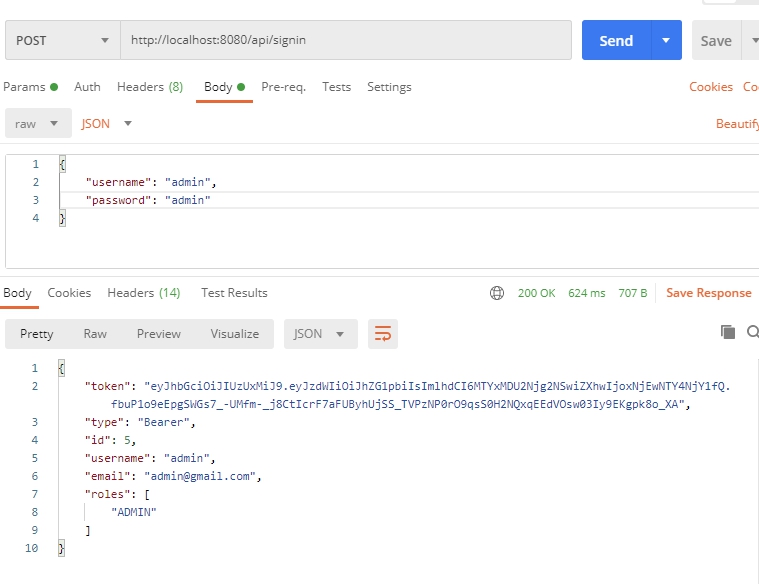 POST http://localhost:8080/api/signin Send Save
Params Auth Headers (8) Body Pre-req. Tests Settings Cookies Co
raw JSON Beautify
1 {
2 "username": "admin",
3 "password": "admin"
4 }
Body Cookies Headers (14) Test Results 200 OK 624 ms 707 B Save Response
Pretty Raw Preview Visualize JSON
1 {
2 "token": "eyJhbGciOiJIUzUxMiJ9.eyJzdWIiOiJhZG1pbiIsImlhdCI6MTYxMDU2Njg2NSwiZXhwIjoxNjEwNTY4NjY1fQ.
fbuP1o9eEpgSWGs7_-UMfm-_j8CtIcrF7aFUByhUjSS_TVPzNP0rO9qsS0H2NQxqEEdVOsw03Iy9EKgpk8o_XA",
3 "type": "Bearer",
4 "id": 5,
5 "username": "admin",
6 "email": "admin@gmail.com",
7 "roles": [
8 "ADMIN"
9 ]
10 }